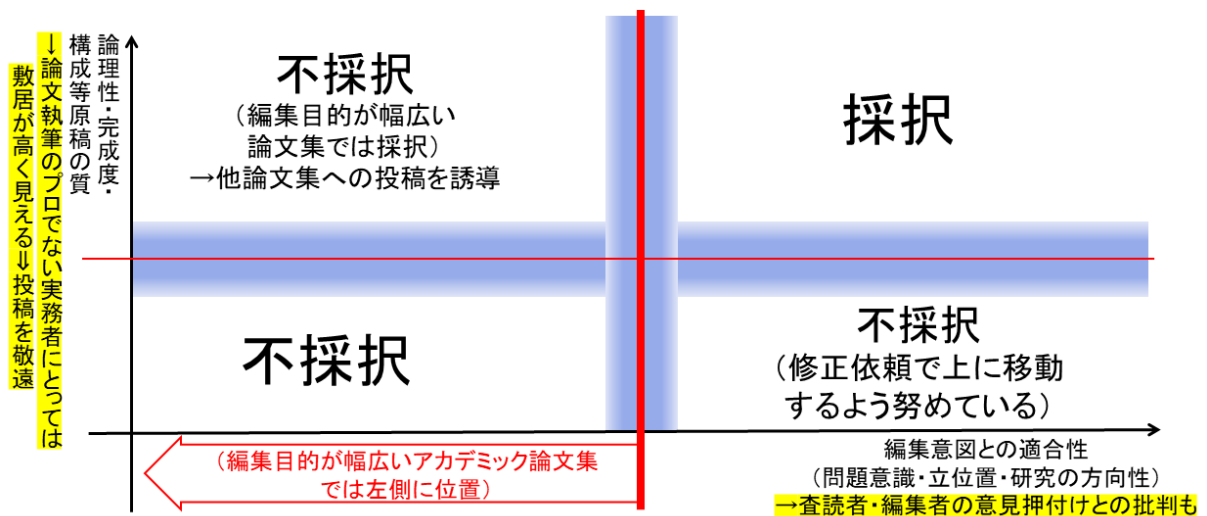 論理性・完成度・
構成等原稿の質
↓論文執筆のプロでない実務者にとっては
敷居が高く見える⇓投稿を敬遠
不採択
（編集目的が幅広い
論文集では採択）
→他論文集への投稿を誘導
採択
不採択
不採択
（修正依頼で上に移動
するよう努めている）
（編集目的が幅広いアカデミック論文集
では左側に位置）
編集意図との適合性
（問題意識・立位置・研究の方向性）
→査読者・編集者の意見押付けとの批判も